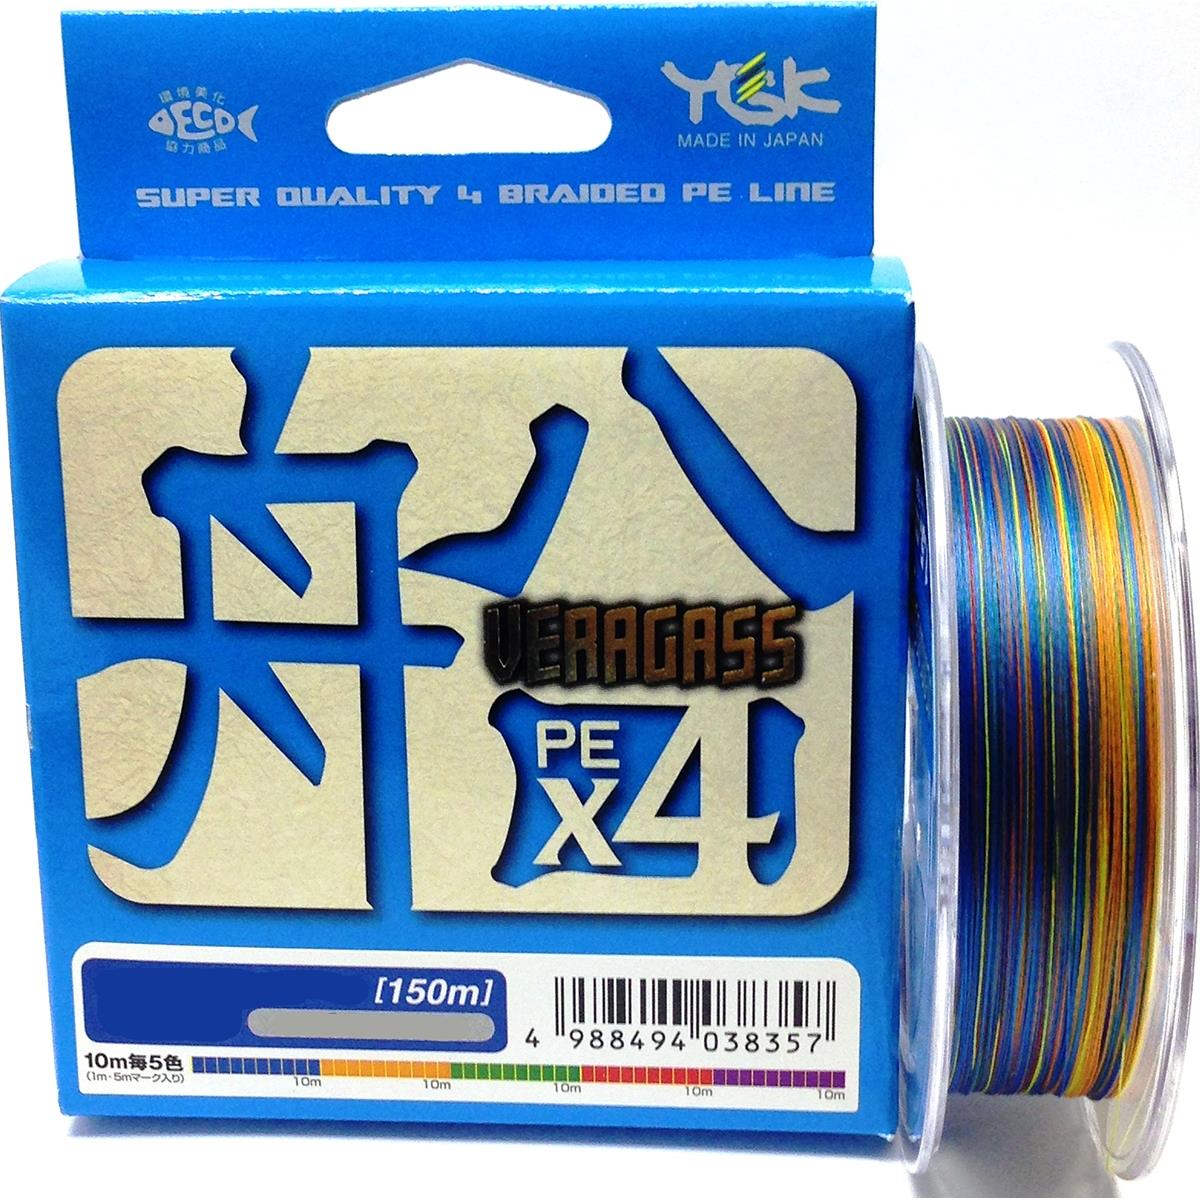 環境美化
DECO
協力商品
YGK
MADE IN JAPAN
SUPER QUALITY 4 BRAIDED PE LINE
船
VERAGASS
PE
X4
[150m]
4 988494 038357
10m毎5色
(1m・5mマーク入り)
10m 10m 10m 10m 10m